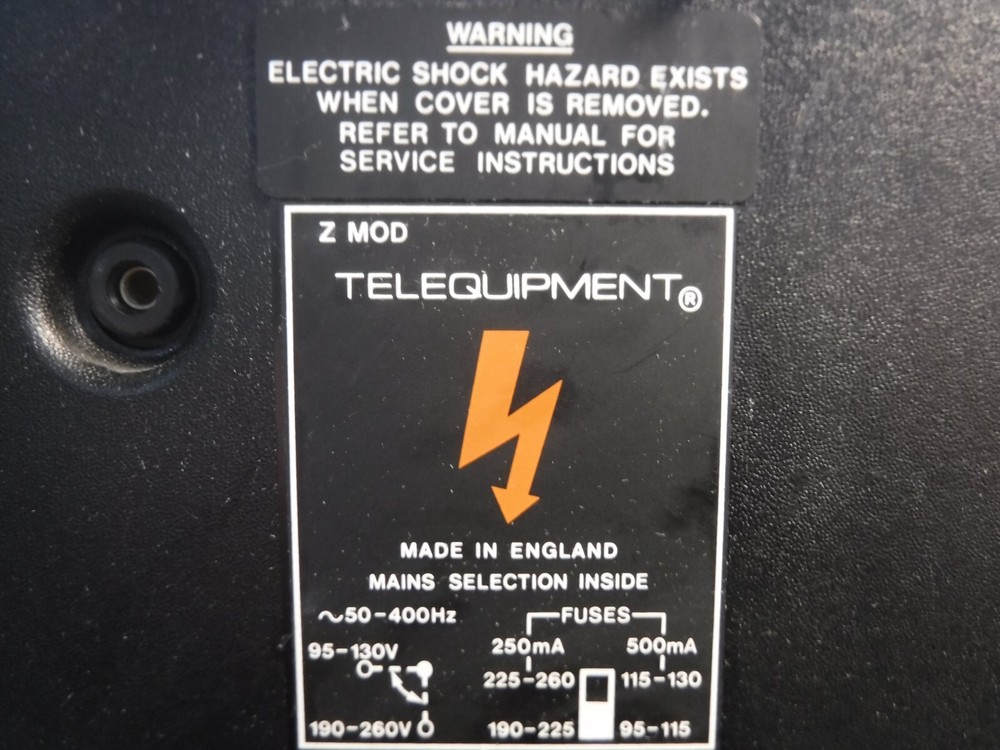 WARNING
ELECTRIC SHOCK HAZARD EXISTS
WHEN COVER IS REMOVED.
REFER TO MANUAL FOR
SERVICE INSTRUCTIONS
Z MOD
TELEQUIPMENT®
MADE IN ENGLAND
MAINS SELECTION INSIDE
~50-400Hz FUSES
95-130V 250mA 500mA
225-260 115-130
190-260V 190-225 95-115